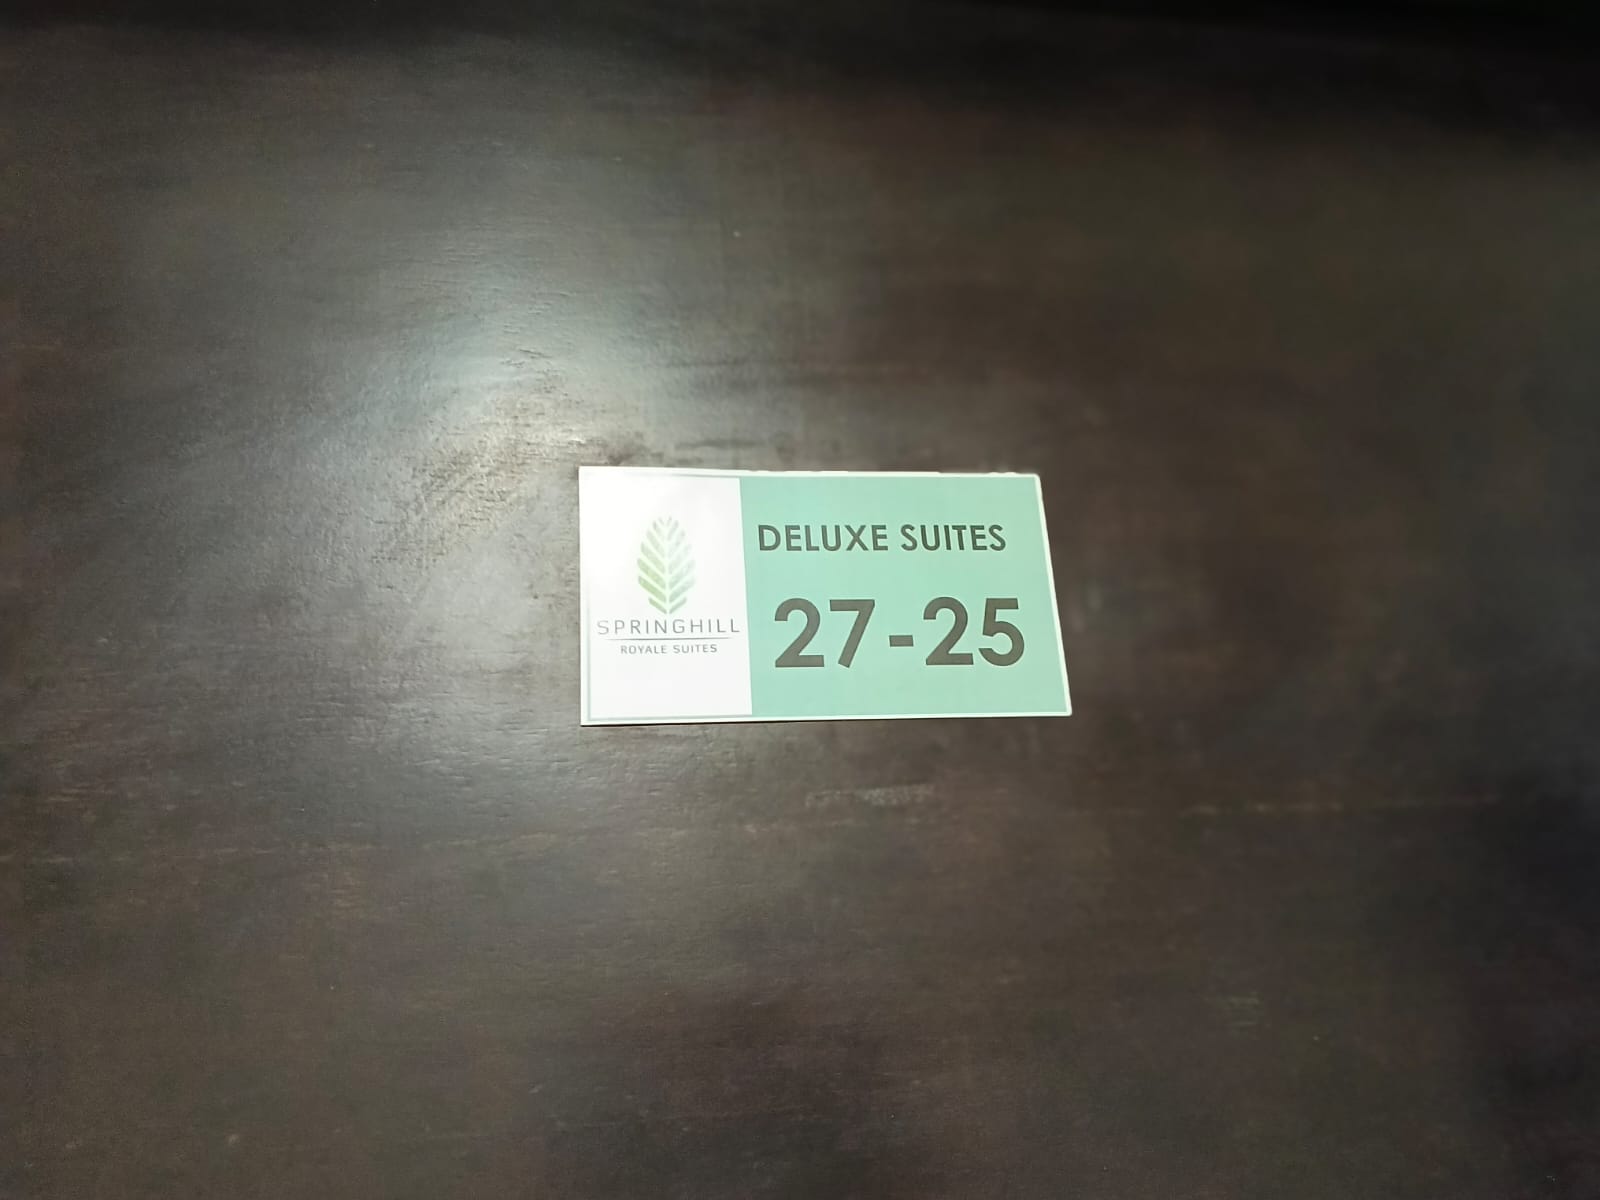 SPRINGHILL
ROYALE SUITES
DELUXE SUITES
27-25